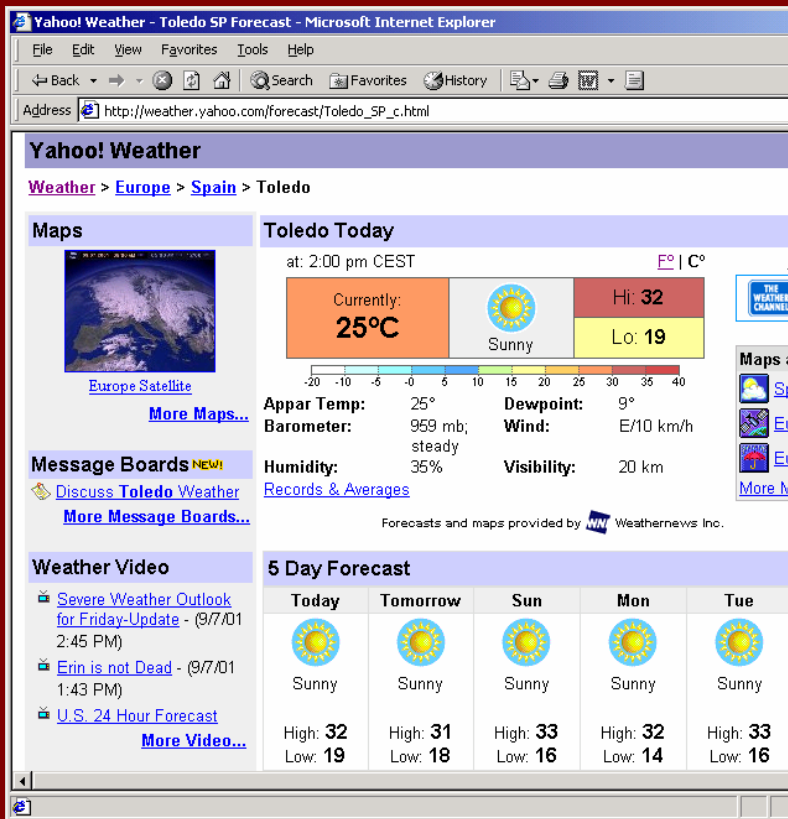 Yahoo! Weather - Toledo SP Forecast - Microsoft Internet Explorer
File Edit View Favorites Tools Help
Back Search Favorites History
Address http://weather.yahoo.com/forecast/Toledo_SP_c.html
Yahoo! Weather
Weather > Europe > Spain > Toledo
Maps
Europe Satellite
More Maps...
Message Boards NEW!
Discuss Toledo Weather
More Message Boards...
Weather Video
Severe Weather Outlook
for Friday-Update - (9/7/01
2:45 PM)
Erin is not Dead - (9/7/01
1:43 PM)
U.S. 24 Hour Forecast
More Video...
Toledo Today
at: 2:00 pm CEST Fº | Cº
Currently:
25ºC
Sunny
Hi: 32
Lo: 19
-20 -10 -5 -0 5 10 15 20 25 30 35 40
Appar Temp: 25° Dewpoint: 9°
Barometer: 959 mb; Wind: E/10 km/h
steady
Humidity: 35% Visibility: 20 km
Records & Averages
Forecasts and maps provided by WN Weathernews Inc.
5 Day Forecast
Today Tomorrow Sun Mon Tue
Sunny Sunny Sunny Sunny Sunny
High: 32 High: 31 High: 33 High: 32 High: 33
Low: 19 Low: 18 Low: 16 Low: 14 Low: 16
THE
WEATHER
CHANNEL
Maps
More